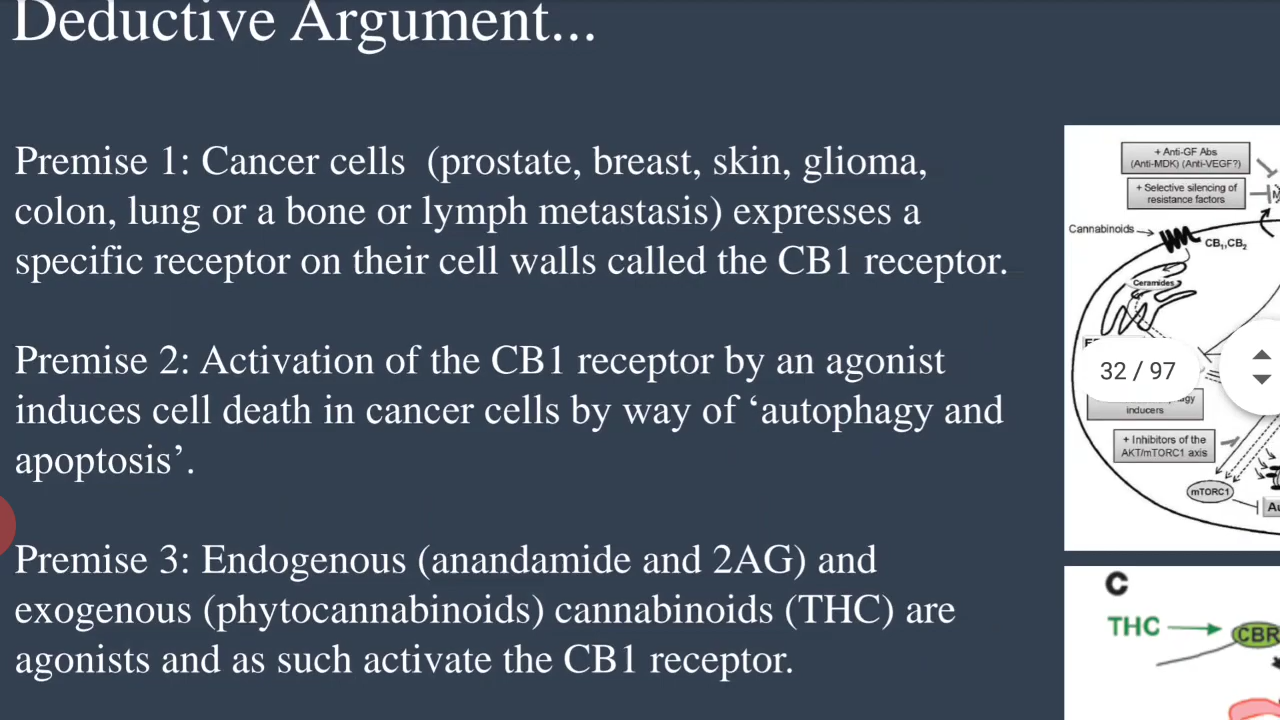 Deductive Argument...
Premise 1: Cancer cells (prostate, breast, skin, glioma,
colon, lung or a bone or lymph metastasis) expresses a
specific receptor on their cell walls called the CB1 receptor.
Premise 2: Activation of the CB1 receptor by an agonist
induces cell death in cancer cells by way of ‘autophagy and
apoptosis’.
Premise 3: Endogenous (anandamide and 2AG) and
exogenous (phytocannabinoids) cannabinoids (THC) are
agonists and as such activate the CB1 receptor.
+ Anti-GF Abs
(Anti-MDK) (Anti-VEGF?)
+ Selective silencing of
resistance factors
Cannabinoids
CB1,CB2
Ceramides
32 / 97
inducers
+ Inhibitors of the
AKT/mTORC1 axis
mTORC1
C
THC
CBR